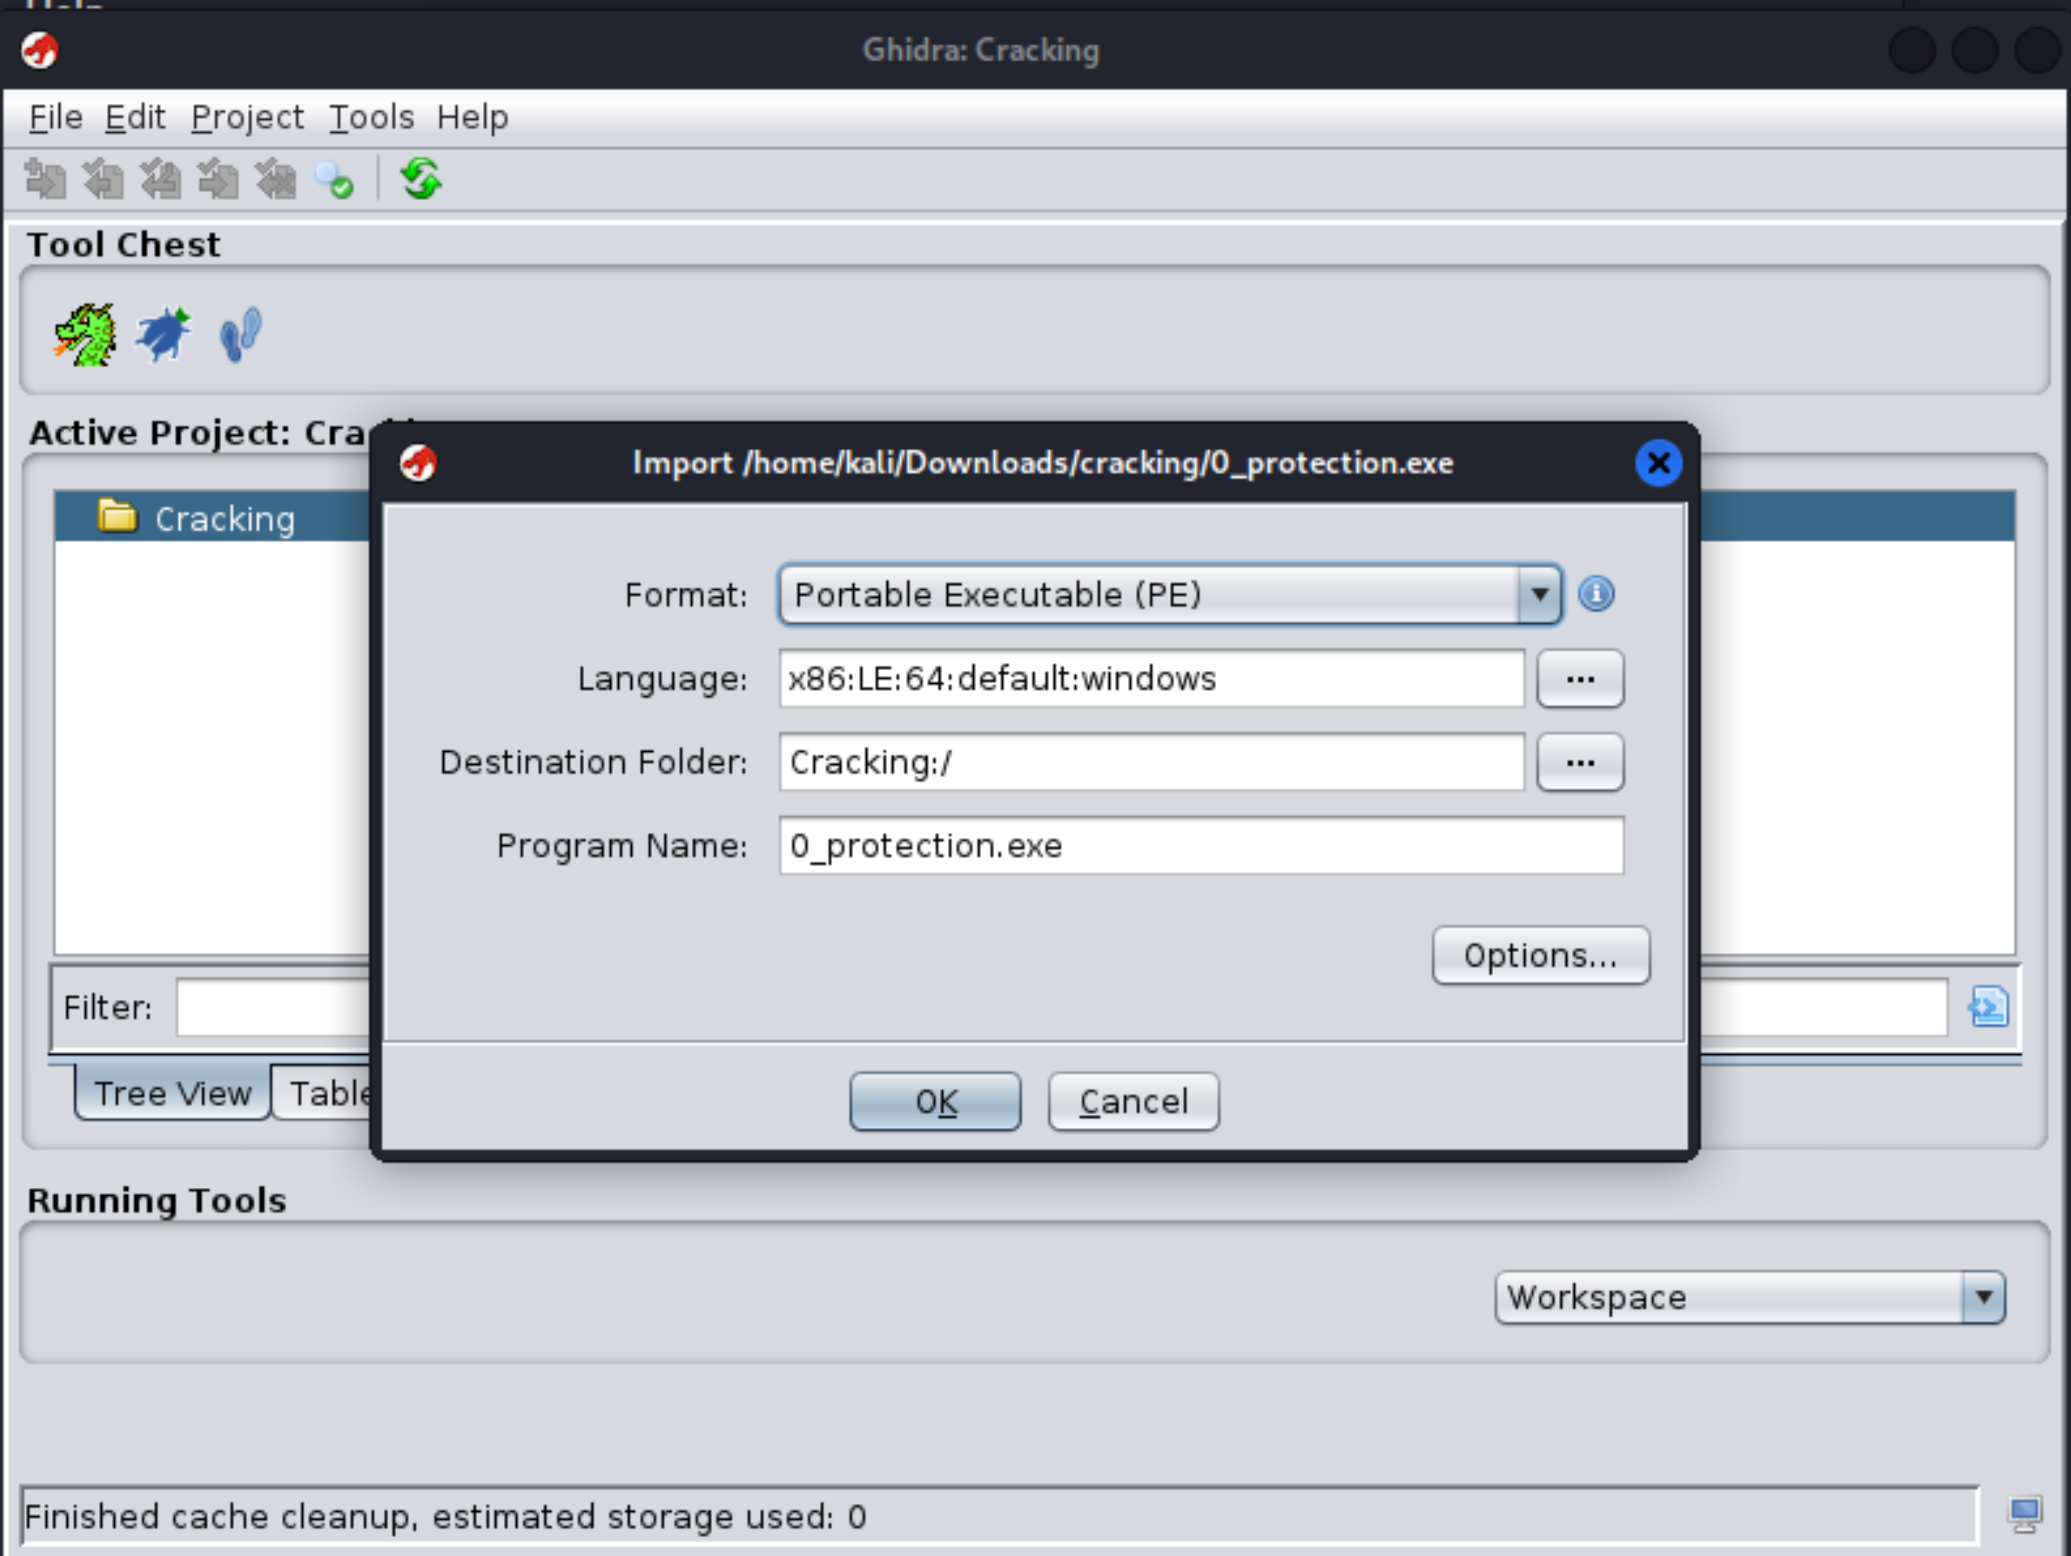 Help
Ghidra: Cracking
File Edit Project Tools Help
Tool Chest
Active Project: Cra
Import /home/kali/Downloads/cracking/0_protection.exe
Cracking
Format: Portable Executable (PE)
Language: x86:LE:64:default:windows ...
Destination Folder: Cracking:/ ...
Program Name: 0_protection.exe
Options...
Filter:
Tree View Table
OK Cancel
Running Tools
Workspace
Finished cache cleanup, estimated storage used: 0